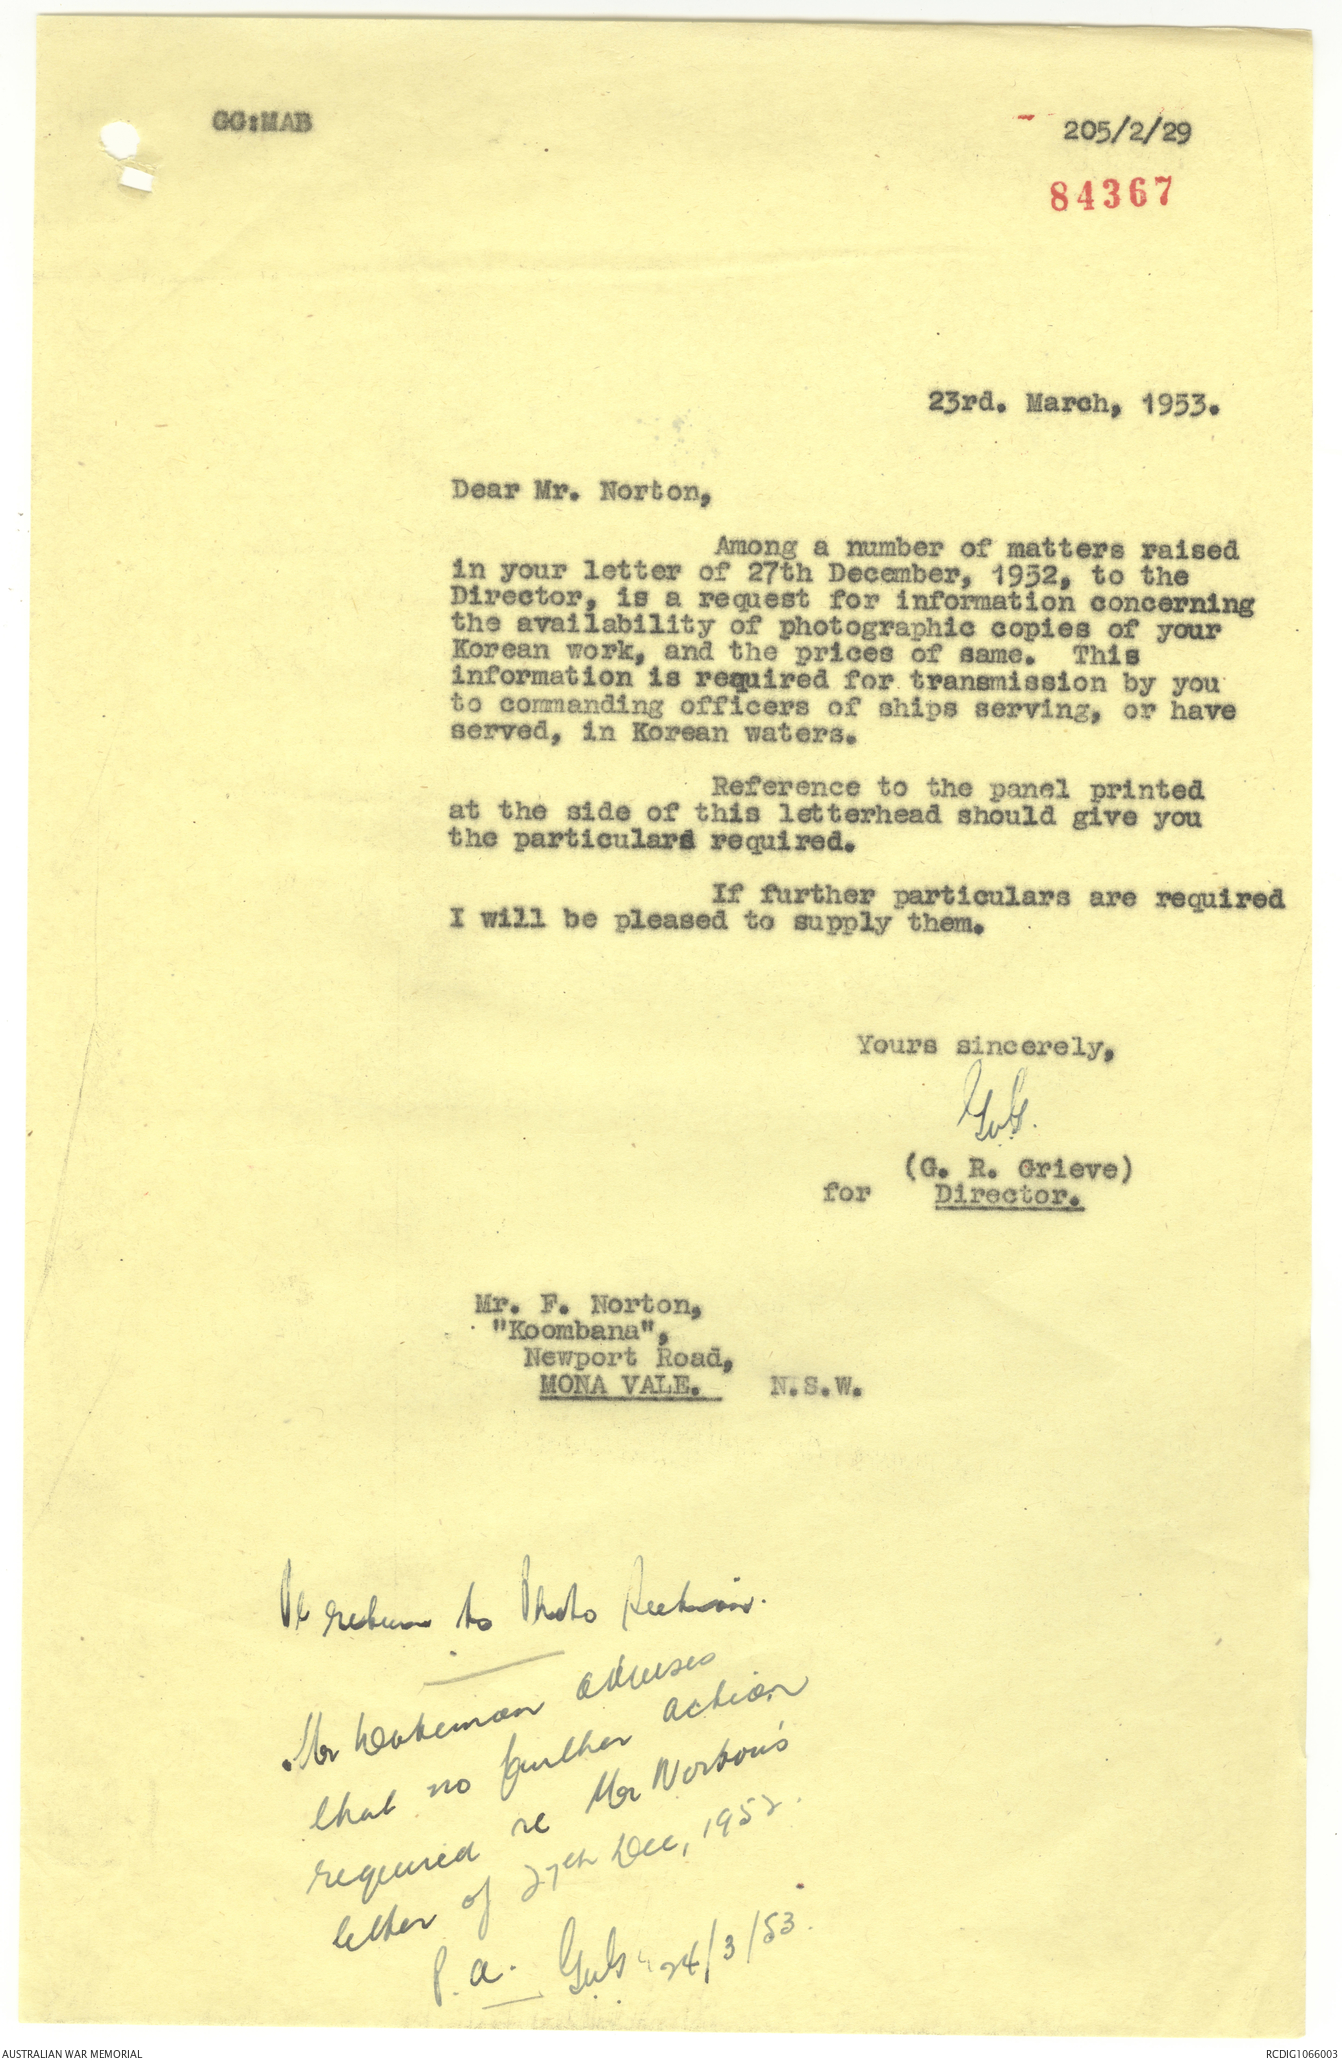 GG:MAB
205/2/29
84367
23rd. March, 1953.
Dear Mr. Norton,
Among a number of matters raised
in your letter of 27th December, 1952, to the
Director, is a request for information concerning
the availability of photographic copies of your
Korean work, and the prices of same. This
information is required for transmission by you
to commanding officers of ships serving, or have
served, in Korean waters.
Reference to the panel printed
at the side of this letterhead should give you
the particulars required.
If further particulars are required
I will be pleased to supply them.
Yours sincerely,
(G. R. Grieve)
for Director.
Mr. F. Norton,
"Koombana",
Newport Road,
MONA VALE. N.S.W.
Pl return to Photo Section.
Mr Bateman advises
that no further action
required re Mr Norton's
letter of 27th Dec, 1952.
P.A. 24/3/53.
AUSTRALIAN WAR MEMORIAL
RCDIG1066003